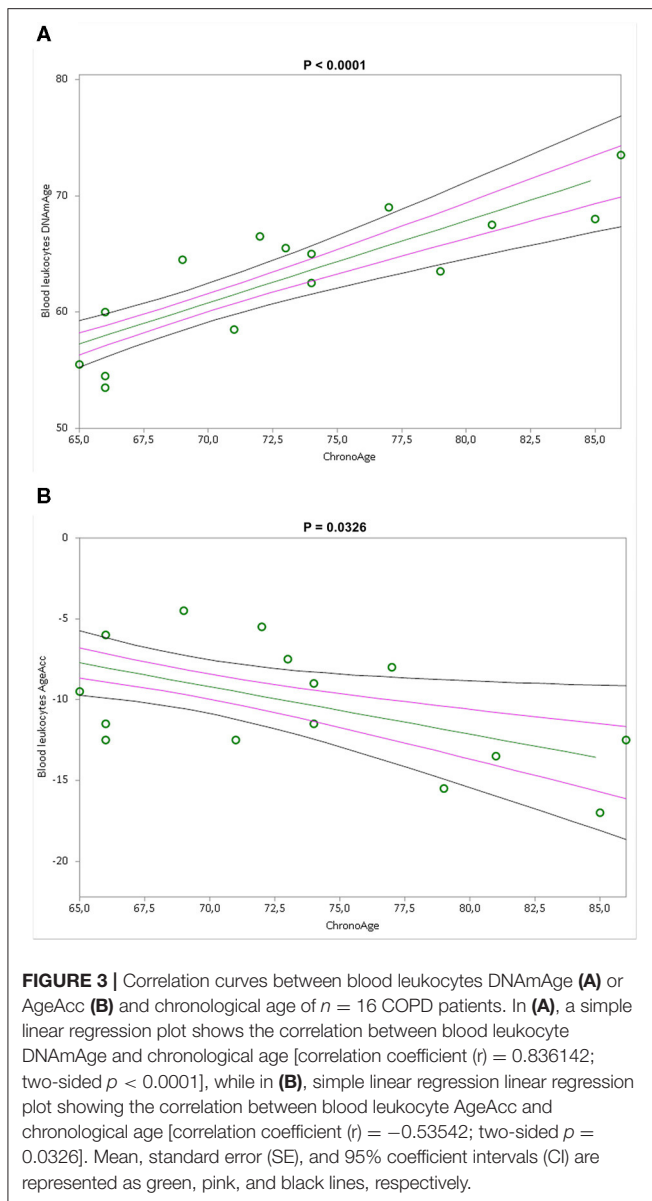 A
P < 0.0001
80
70
60
50
Blood leukocytes DNAmAge
65,0 67,5 70,0 72,5 75,0 77,5 80,0 82,5 85,0
ChronoAge
B
P = 0.0326
0
-5
-10
-15
-20
Blood leukocytes AgeAcc
65,0 67,5 70,0 72,5 75,0 77,5 80,0 82,5 85,0
ChronoAge
FIGURE 3 | Correlation curves between blood leukocytes DNAmAge (A) or
AgeAcc (B) and chronological age of n = 16 COPD patients. In (A), a simple
linear regression plot shows the correlation between blood leukocyte
DNAmAge and chronological age [correlation coefficient (r) = 0.836142;
two-sided p < 0.0001], while in (B), simple linear regression linear regression
plot showing the correlation between blood leukocyte AgeAcc and
chronological age [correlation coefficient (r) = −0.53542; two-sided p =
0.0326]. Mean, standard error (SE), and 95% coefficient intervals (CI) are
represented as green, pink, and black lines, respectively.